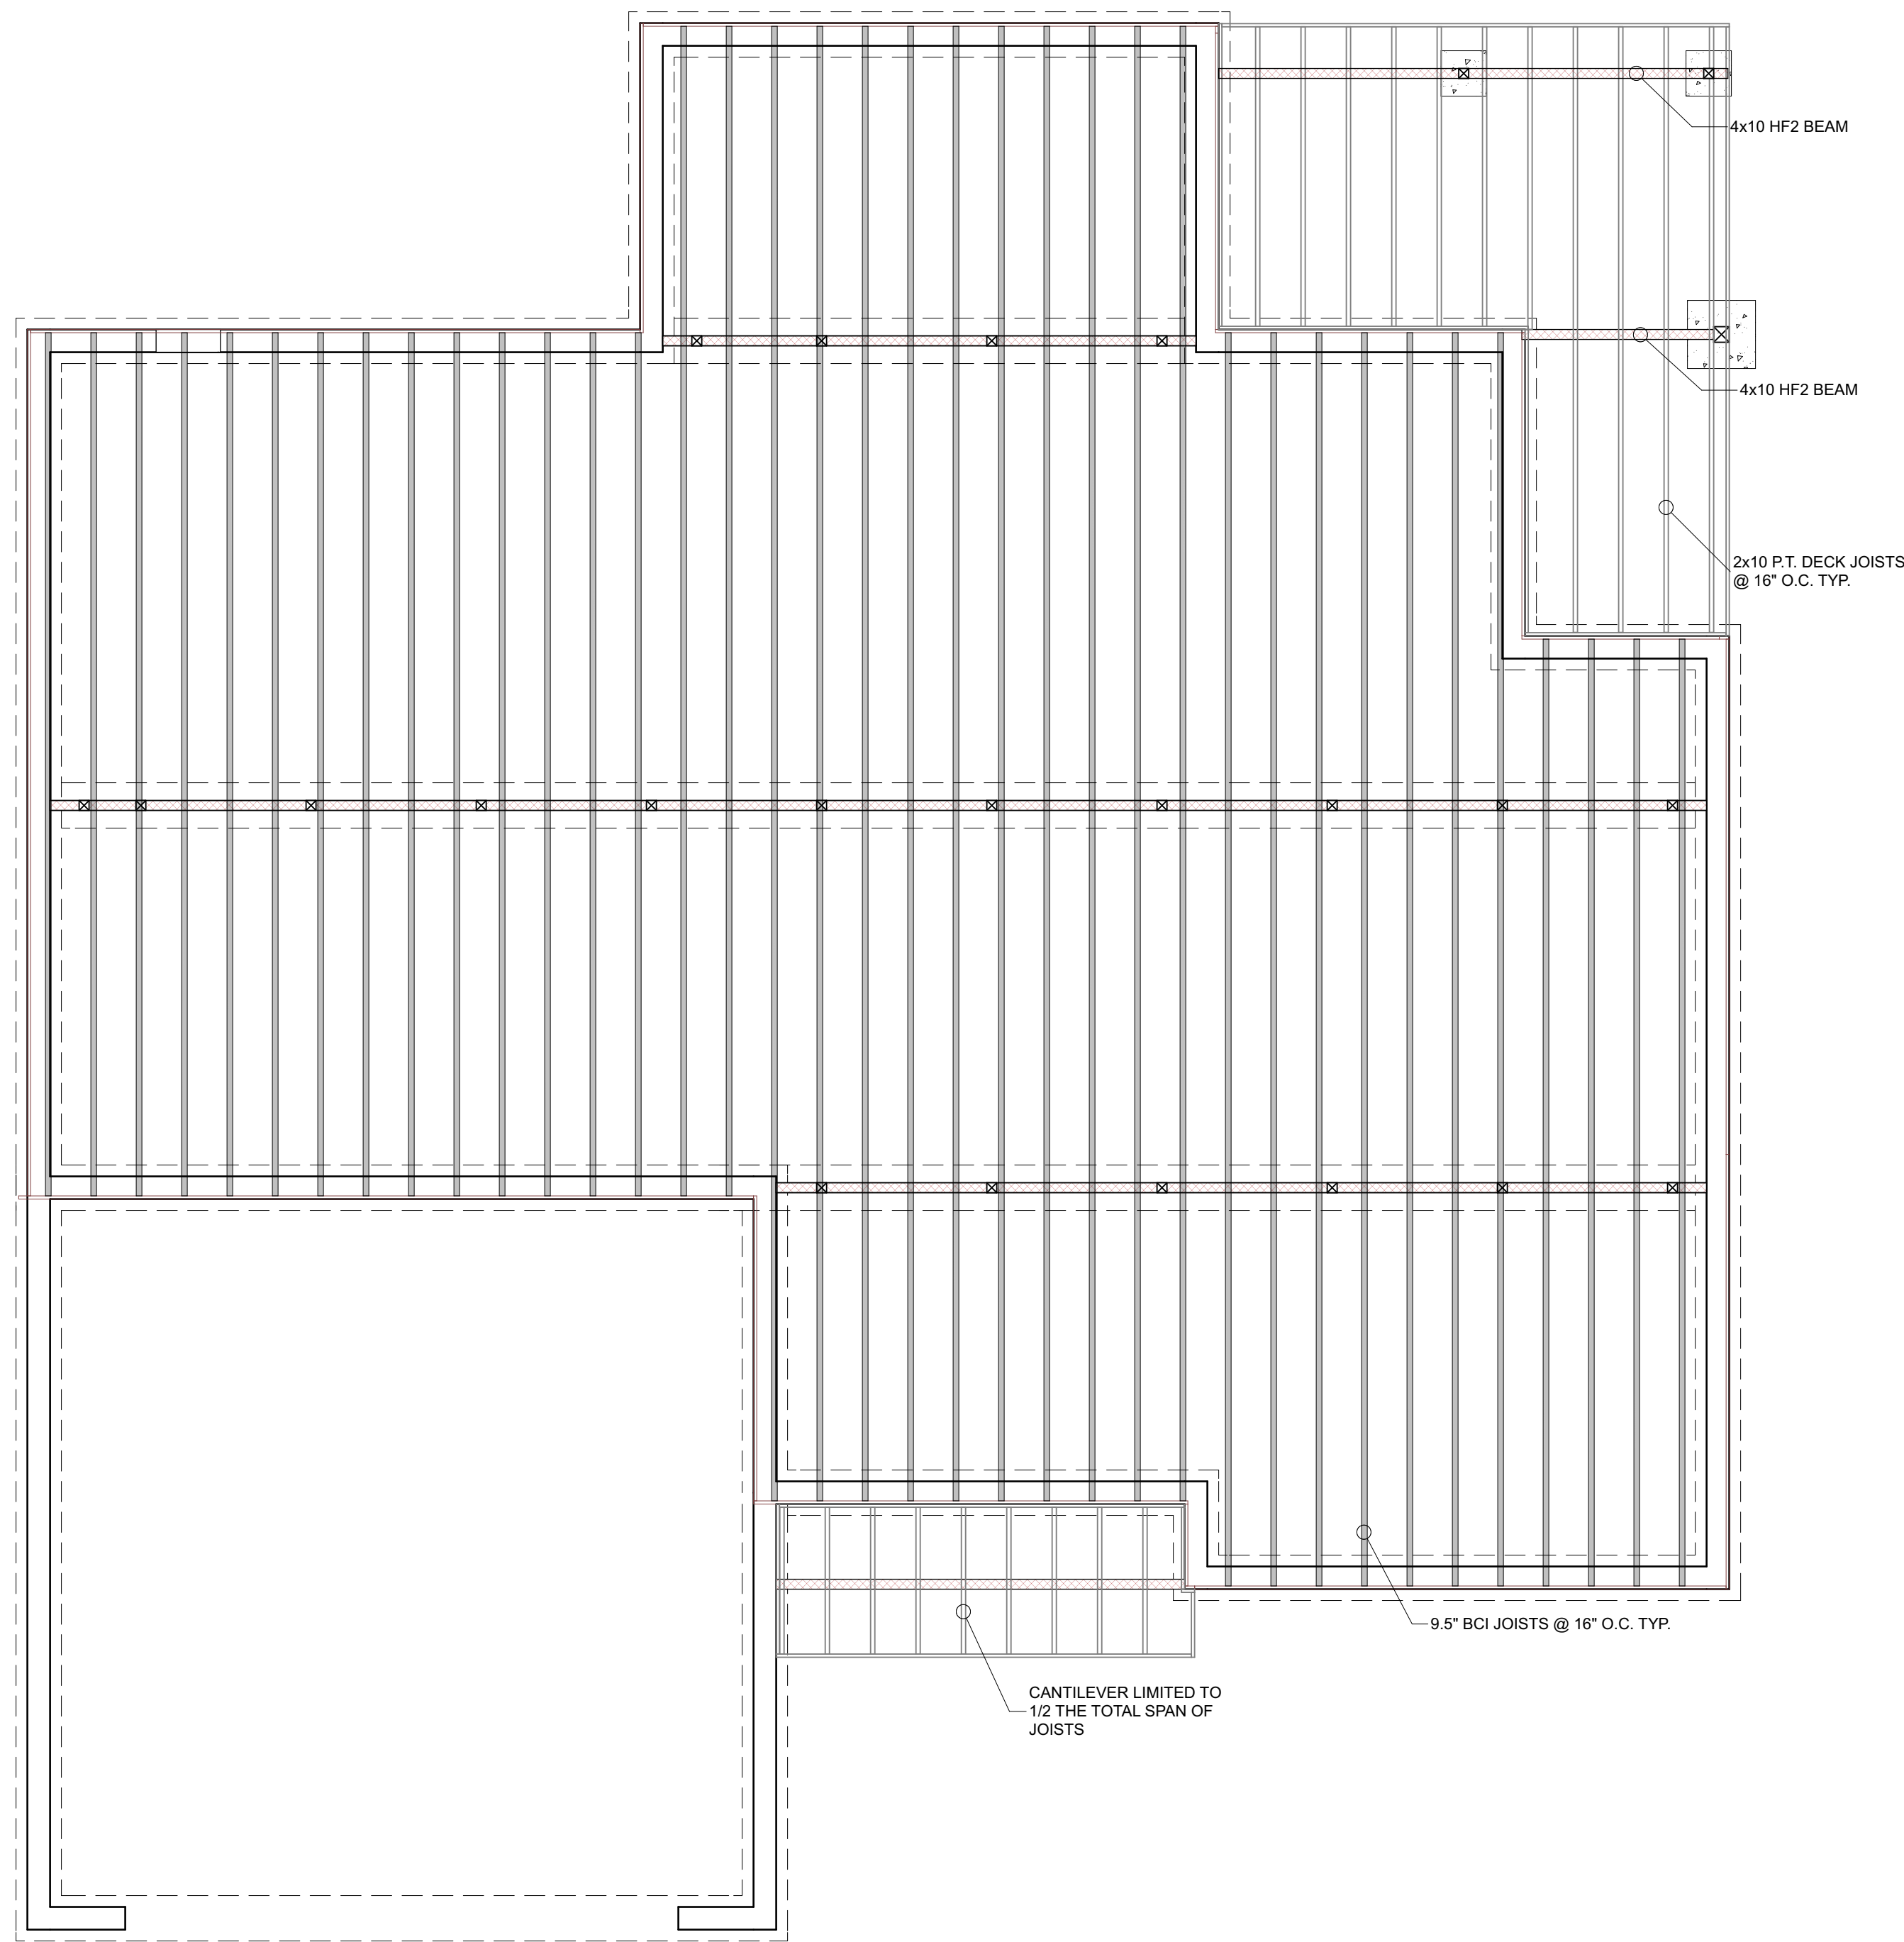 4x10 HF2 BEAM
4x10 HF2 BEAM
2x10 P.T. DECK JOISTS
@ 16" O.C. TYP.
9.5" BCI JOISTS @ 16" O.C. TYP.
CANTILEVER LIMITED TO
1/2 THE TOTAL SPAN OF
JOISTS